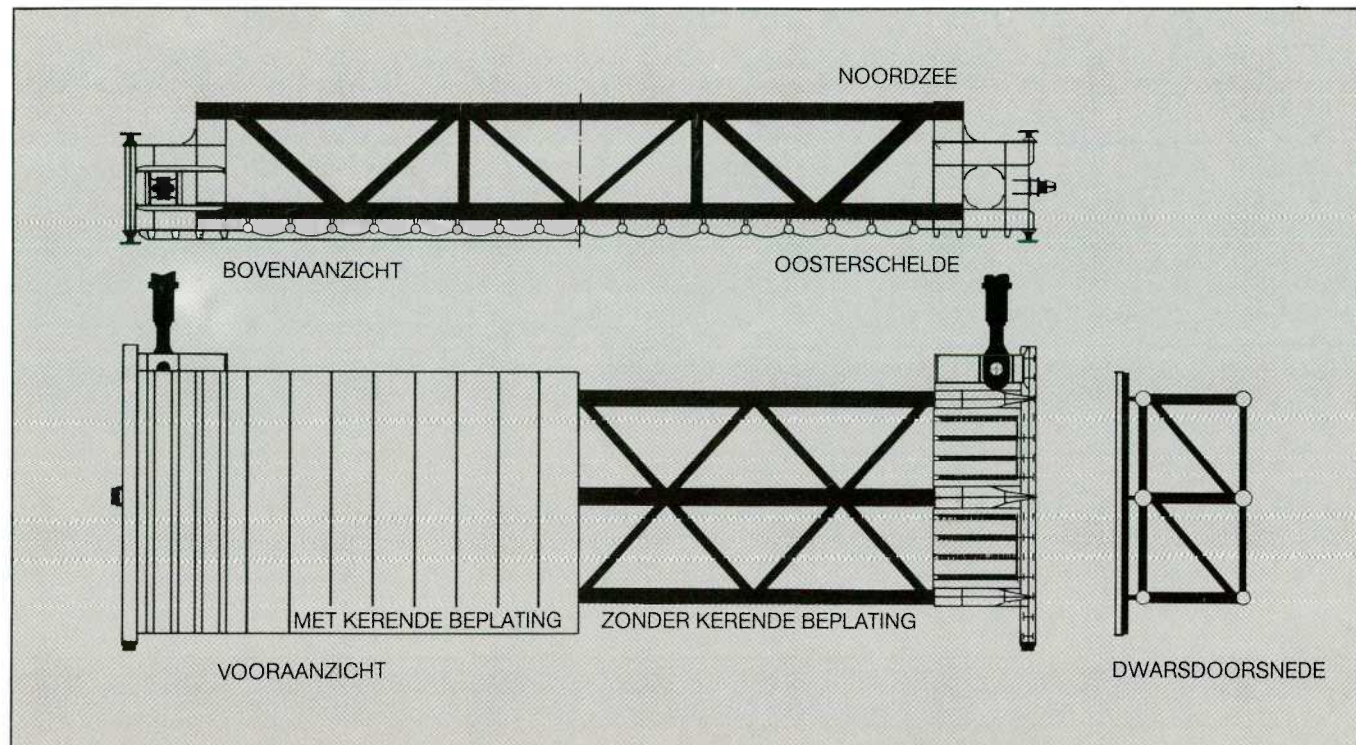 NOORDZEE
BOVENAANZICHT
OOSTERSCHELDE
MET KERENDE BEPLATING
ZONDER KERENDE BEPLATING
VOORAANZICHT
DWARSDOORSNEDE